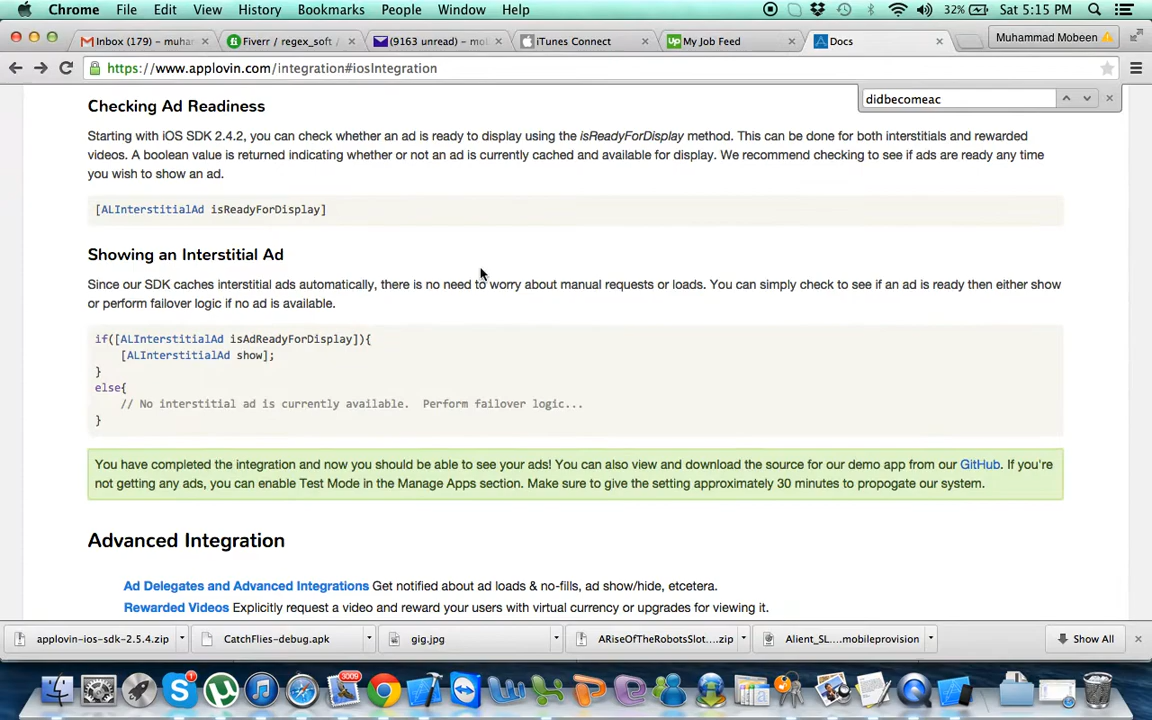 Chrome File Edit View History Bookmarks People Window Help 32% Sat 5:15 PM
Inbox (179) - muhar Fiverr / regex_soft / (9163 unread) - mo iTunes Connect My Job Feed Docs Muhammad Mobeen
https://www.applovin.com/integration#iosIntegration
didbecomeac
Checking Ad Readiness
Starting with iOS SDK 2.4.2, you can check whether an ad is ready to display using the isReadyForDisplay method. This can be done for both interstitials and rewarded
videos. A boolean value is returned indicating whether or not an ad is currently cached and available for display. We recommend checking to see if ads are ready any time
you wish to show an ad.
[ALInterstitialAd isReadyForDisplay]
Showing an Interstitial Ad
Since our SDK caches interstitial ads automatically, there is no need to worry about manual requests or loads. You can simply check to see if an ad is ready then either show
or perform failover logic if no ad is available.
if([ALInterstitialAd isAdReadyForDisplay]){
[ALInterstitialAd show];
}
else{
// No interstitial ad is currently available. Perform failover logic...
}
You have completed the integration and now you should be able to see your ads! You can also view and download the source for our demo app from our GitHub. If you're
not getting any ads, you can enable Test Mode in the Manage Apps section. Make sure to give the setting approximately 30 minutes to propogate our system.
Advanced Integration
Ad Delegates and Advanced Integrations Get notified about ad loads & no-fills, ad show/hide, etcetera.
Rewarded Videos Explicitly request a video and reward your users with virtual currency or upgrades for viewing it.
applovin-ios-sdk-2.5.4.zip CatchFlies-debug.apk gig.jpg ARiseOfTheRobotsSlot....zip Alient_SL....mobileprovision Show All
1 3009